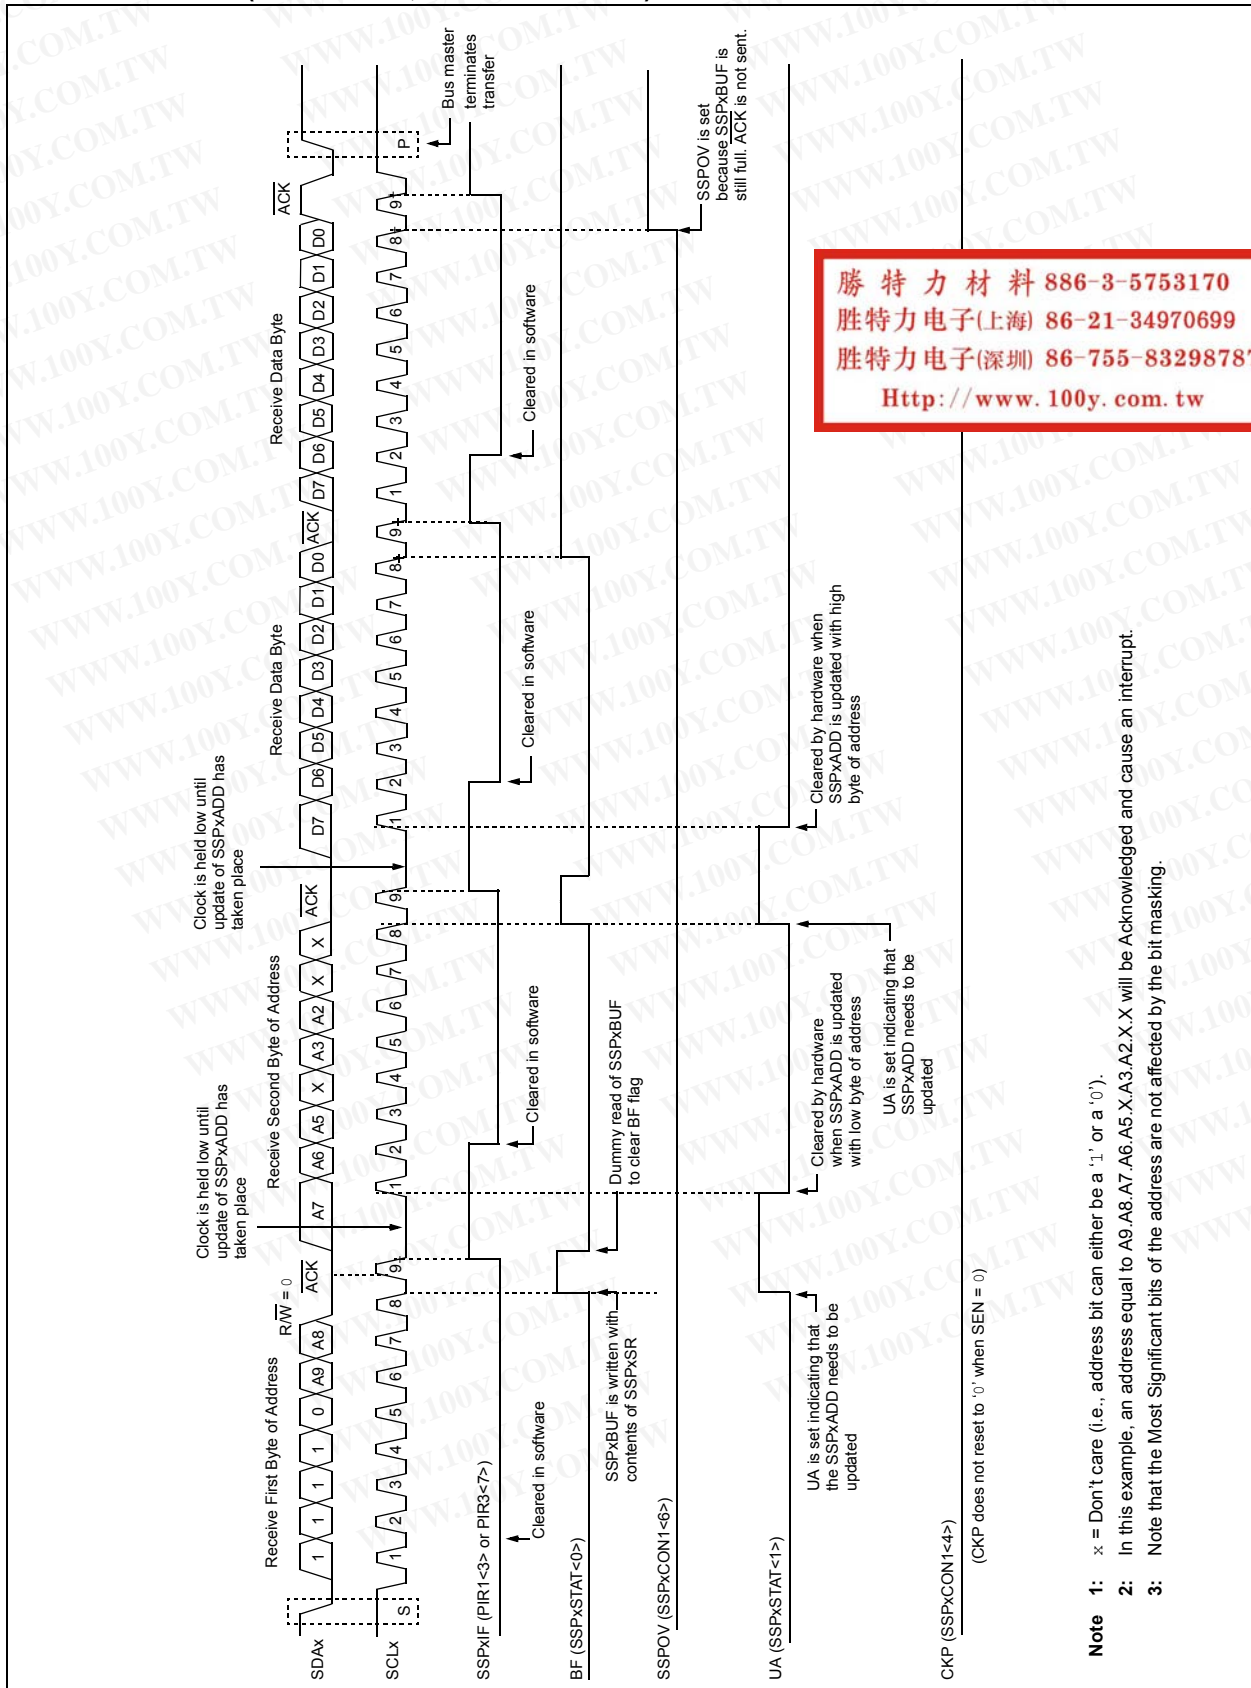 Receive First Byte of Address
R/W = 0
ACK
Clock is held low until
update of SSPxADD has
taken place
Receive Second Byte of Address
ACK
Clock is held low until
update of SSPxADD has
taken place
Receive Data Byte
ACK
Receive Data Byte
ACK
SDAx
1 1 1 1 0 A9 A8 A7 A6 A5 X A3 A2 X X D7 D6 D5 D4 D3 D2 D1 D0 D7 D6 D5 D4 D3 D2 D1 D0
SCLx
S 1 2 3 4 5 6 7 8 9 1 2 3 4 5 6 7 8 9 1 2 3 4 5 6 7 8 9 1 2 3 4 5 6 7 8 9 P
Bus master
terminates
transfer
SSPxIF (PIR1<3> or PIR3<7>)
Cleared in software
Cleared in software
Cleared in software
Cleared in software
BF (SSPxSTAT<0>)
SSPxBUF is written with
contents of SSPxSR
Dummy read of SSPxBUF
to clear BF flag
SSPOV (SSPxCON1<6>)
SSPOV is set
because SSPxBUF is
still full. ACK is not sent.
UA (SSPxSTAT<1>)
UA is set indicating that
the SSPxADD needs to be
updated
Cleared by hardware
when SSPxADD is updated
with low byte of address
UA is set indicating that
SSPxADD needs to be
updated
Cleared by hardware when
SSPxADD is updated with high
byte of address
CKP (SSPxCON1<4>)
(CKP does not reset to ‘0’ when SEN = 0)
Note 1: x = Don’t care (i.e., address bit can either be a ‘1’ or a ‘0’).
2: In this example, an address equal to A9.A8.A7.A6.A5.X.A3.A2.X.X will be Acknowledged and cause an interrupt.
3: Note that the Most Significant bits of the address are not affected by the bit masking.
勝 特 力 材 料 886-3-5753170
胜特力电子(上海) 86-21-34970699
胜特力电子(深圳) 86-755-83298787
Http://www.100y.com.tw
WWW.100Y.COM.TW